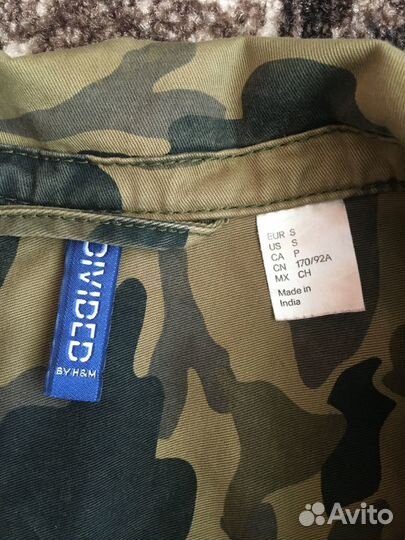 DIVIDED
BY H&M
EUR S
US S
CA P
CN 170/92A
MX CH
Made in
India
Avito